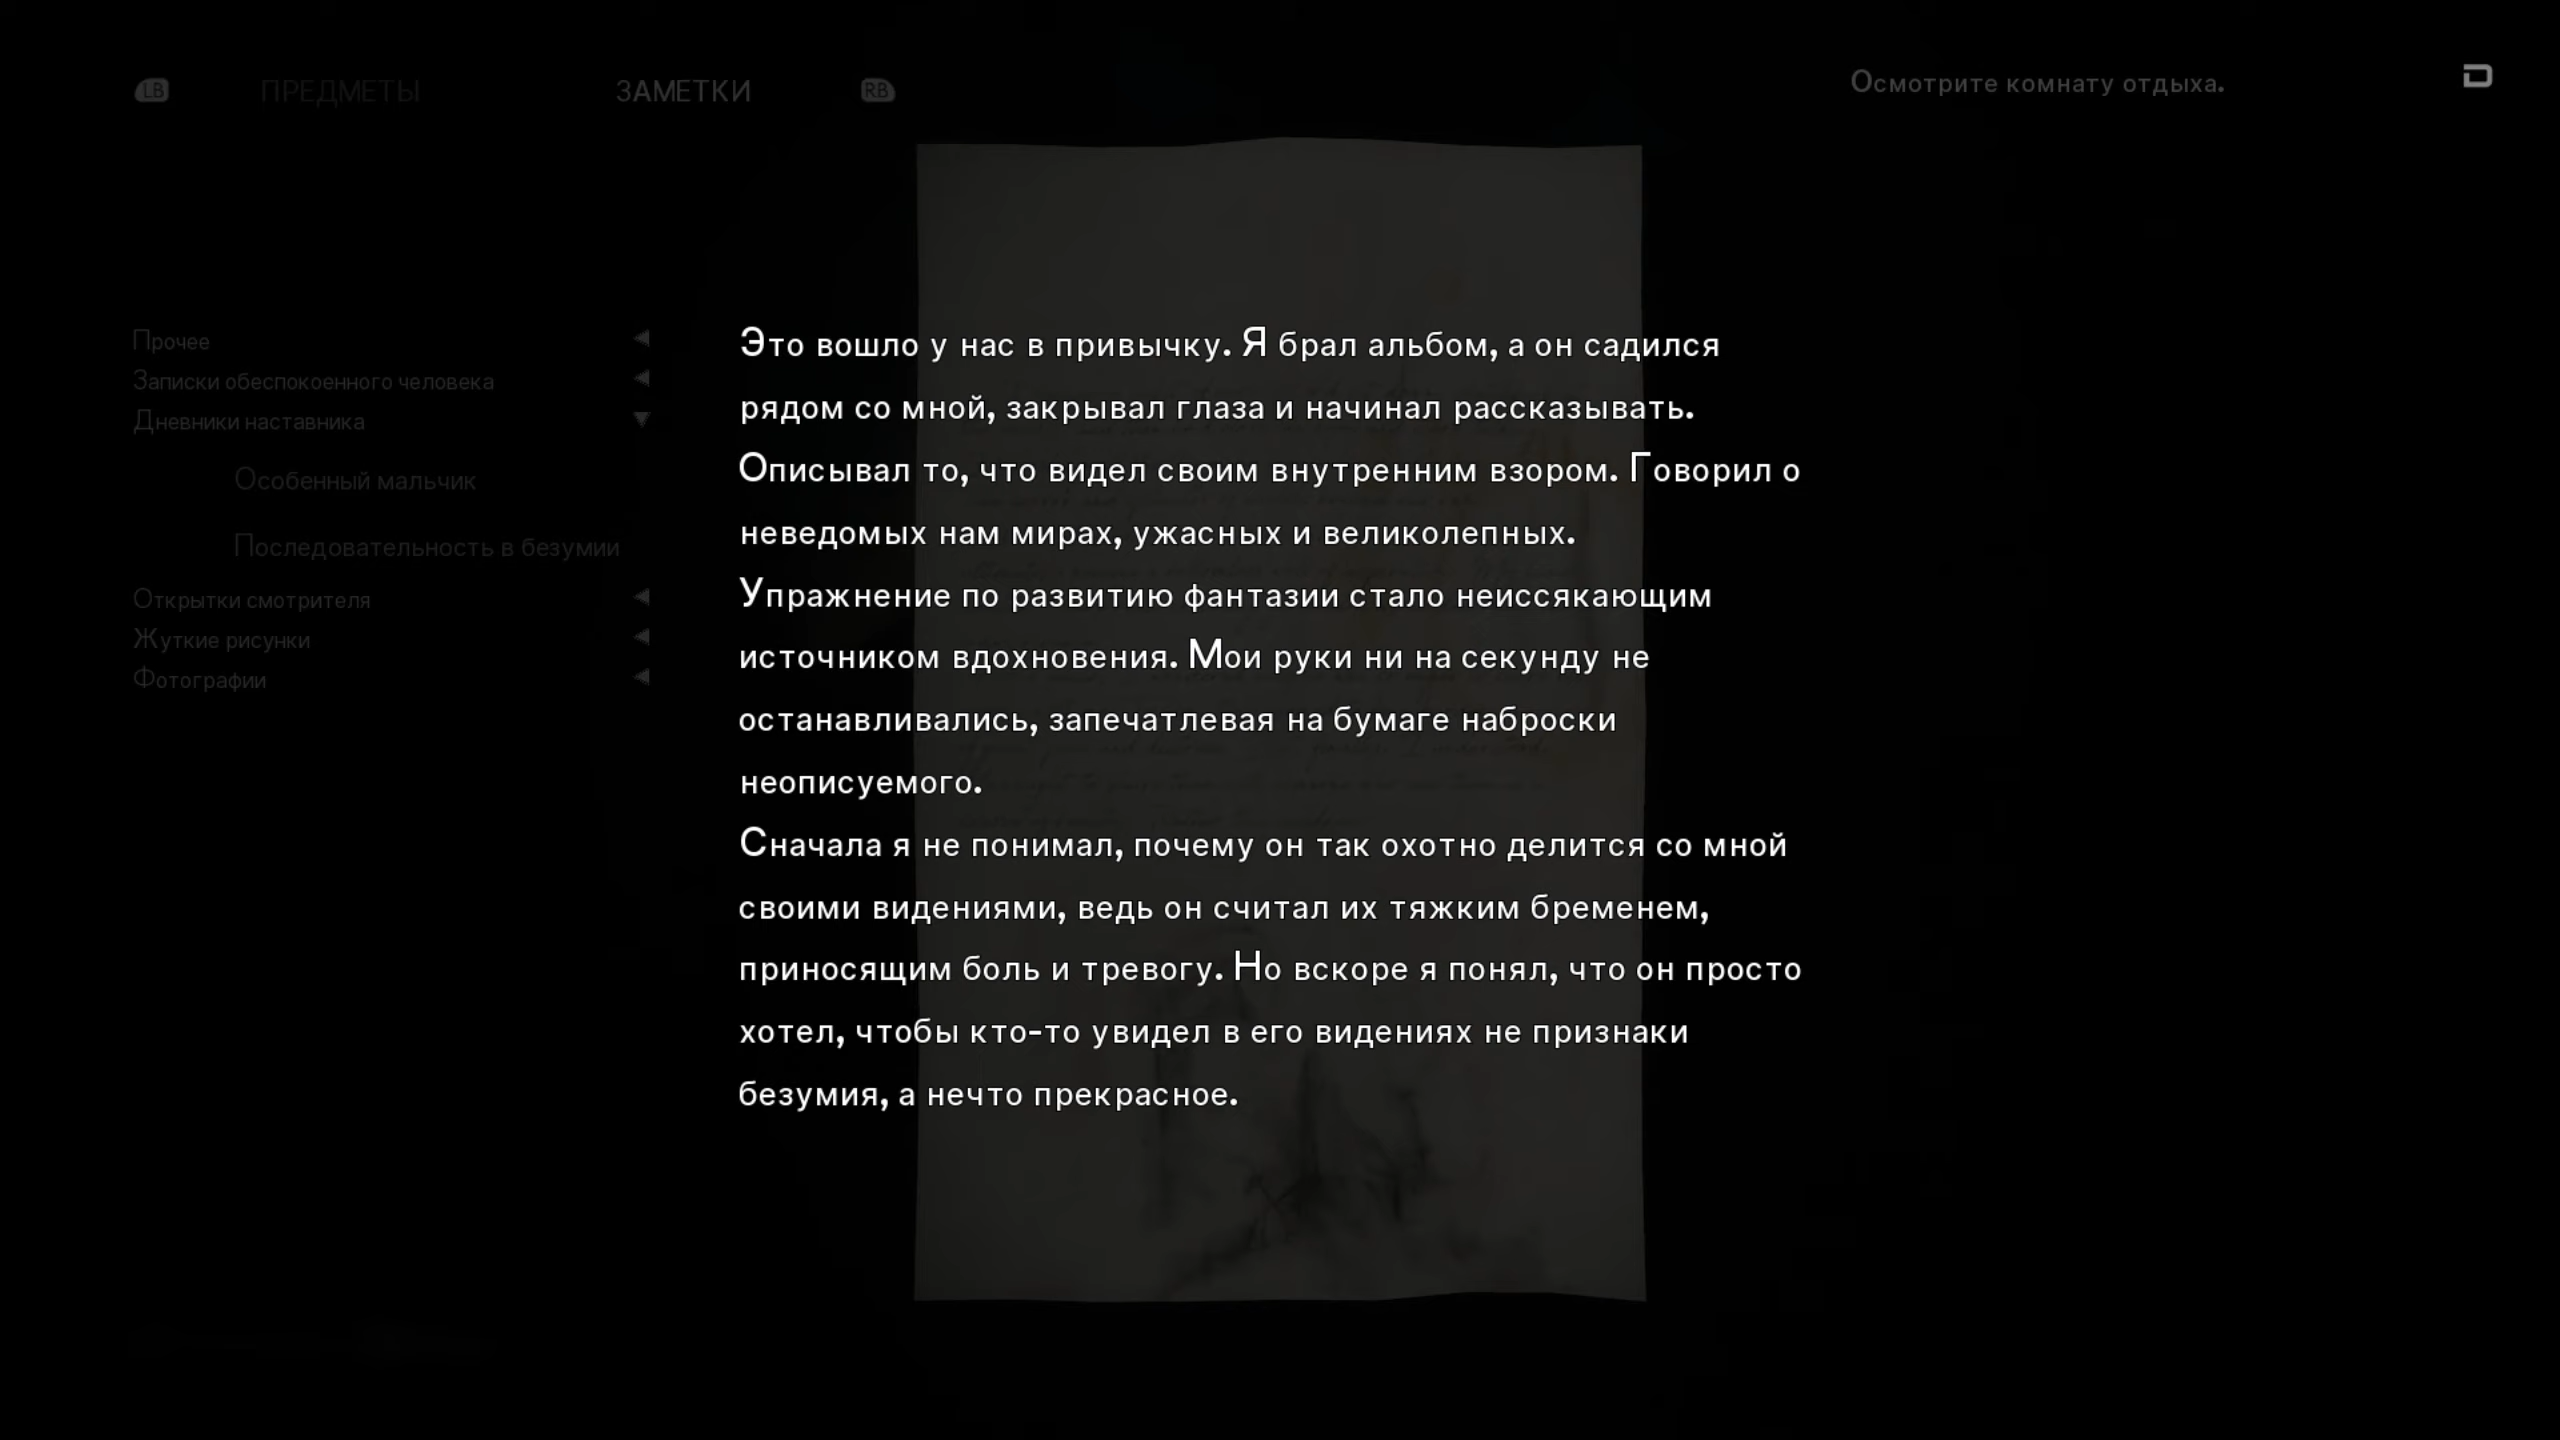 LB ПРЕДМЕТЫ ЗАМЕТКИ RB
Осмотрите комнату отдыха.
Прочее
Записки обеспокоенного человека
Дневники наставника
Особенный мальчик
Последовательность в безумии
Открытки смотрителя
Жуткие рисунки
Фотографии
Это вошло у нас в привычку. Я брал альбом, а он садился
рядом со мной, закрывал глаза и начинал рассказывать.
Описывал то, что видел своим внутренним взором. Говорил о
неведомых нам мирах, ужасных и великолепных.
Упражнение по развитию фантазии стало неиссякающим
источником вдохновения. Мои руки ни на секунду не
останавливались, запечатлевая на бумаге наброски
неописуемого.
Сначала я не понимал, почему он так охотно делится со мной
своими видениями, ведь он считал их тяжким бременем,
приносящим боль и тревогу. Но вскоре я понял, что он просто
хотел, чтобы кто-то увидел в его видениях не признаки
безумия, а нечто прекрасное.